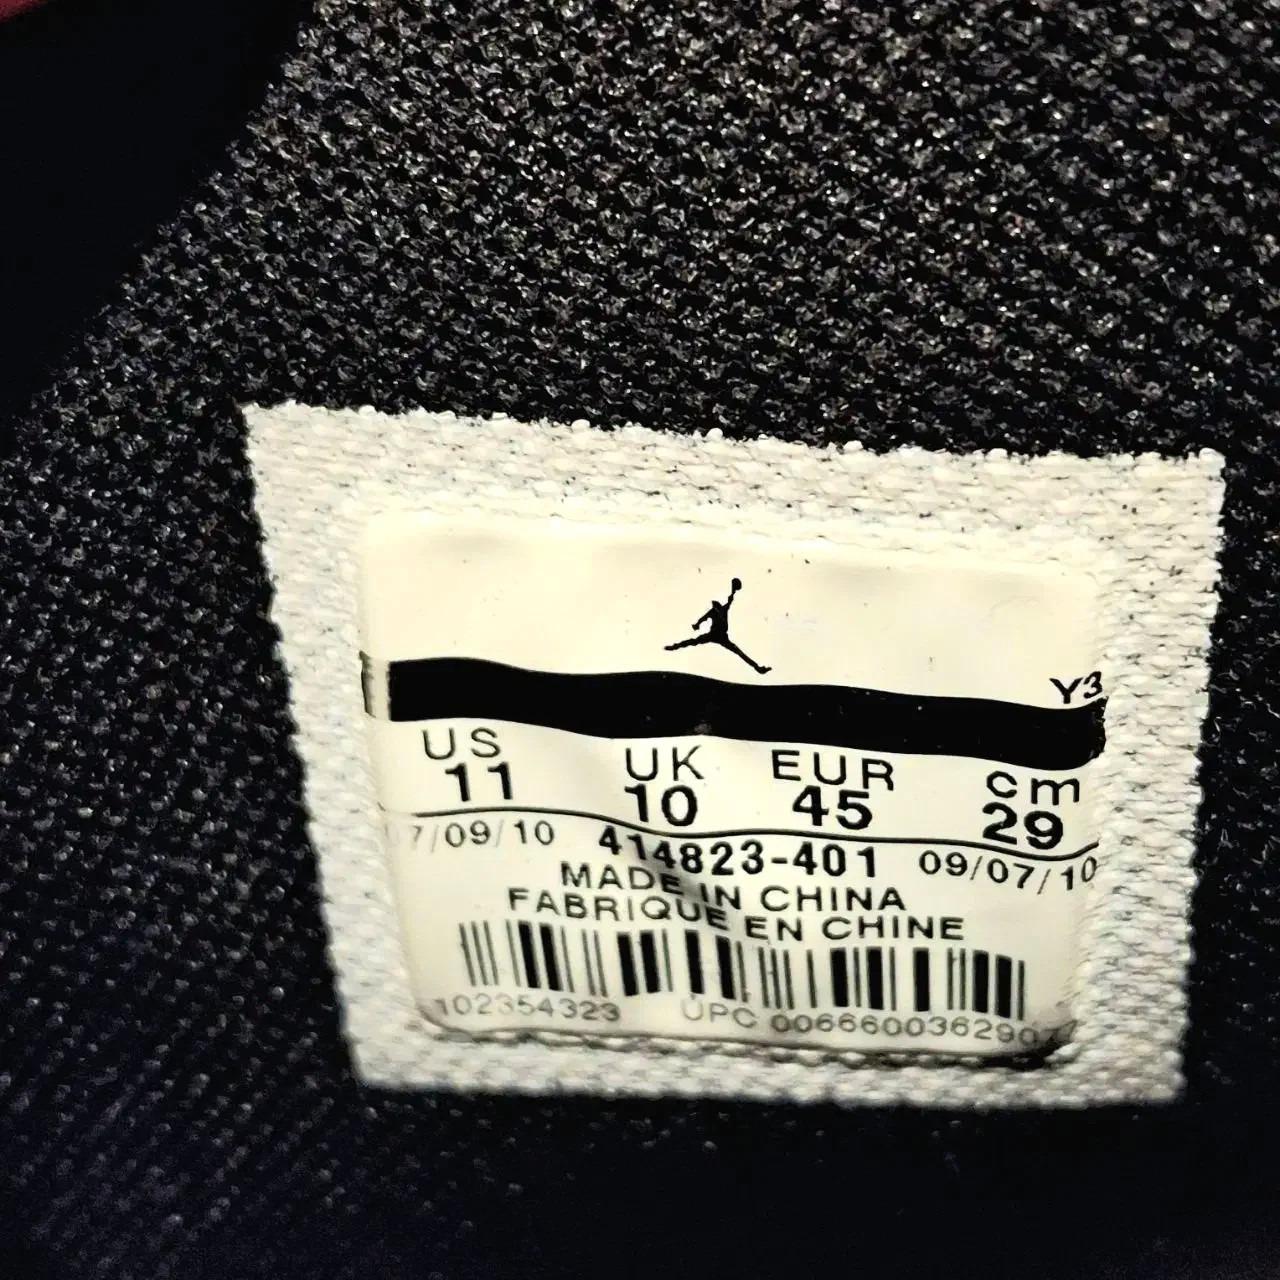 Y3
US UK EUR cm
11 10 45 29
7/09/10 414823-401 09/07/10
MADE IN CHINA
FABRIQUE EN CHINE
102354323 UPC 00666003629